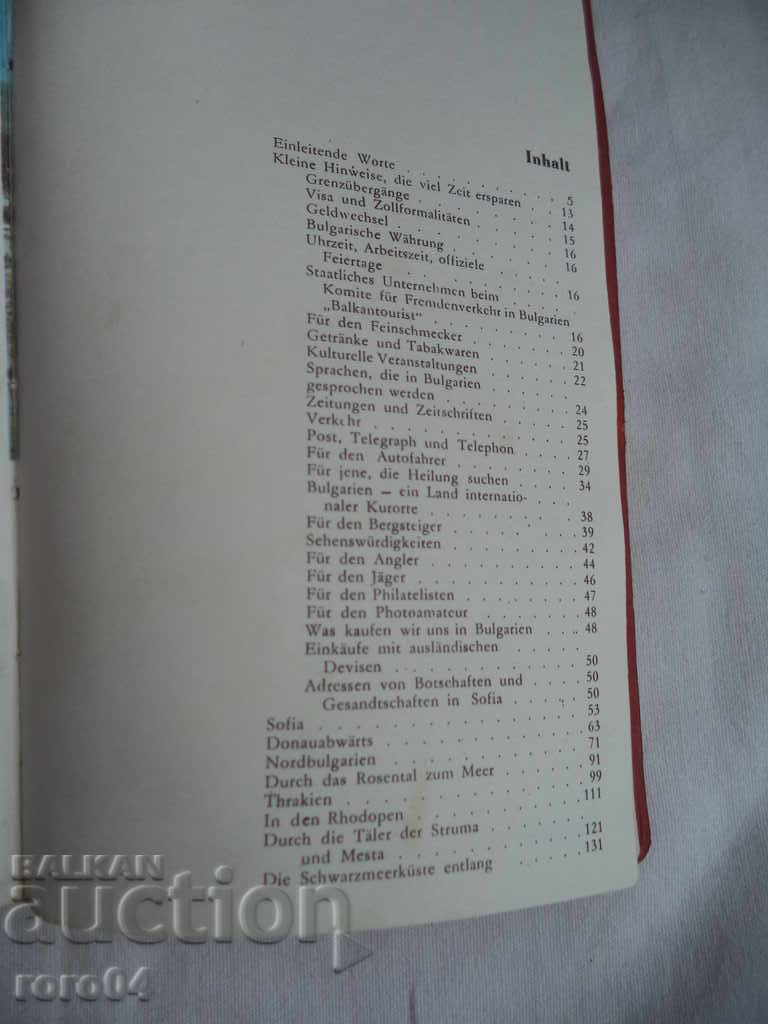 Inhalt
Einleitende Worte . . . . . . . . . . 5
Kleine Hinweise, die viel Zeit ersparen . . . 13
Grenzübergänge . . . . . . . . . . 14
Visa und Zollformalitäten . . . . . . . 15
Geldwechsel . . . . . . . . . . . 16
Bulgarische Währung . . . . . . . . 16
Uhrzeit, Arbeitszeit, offiziele . . . . .
Feiertage . . . . . . . . . . . 16
Staatliches Unternehmen beim . . . .
Komite für Fremdenverkehr in Bulgarien
„Balkantourist" . . . . . . . . . 16
Für den Feinschmecker . . . . . . . 20
Getränke und Tabakwaren . . . . . . 21
Kulturelle Veranstaltungen . . . . . . 22
Sprachen, die in Bulgarien . . . . . .
gesprochen werden . . . . . . . . 24
Zeitungen und Zeitschriften . . . . . . 25
Verkehr . . . . . . . . . . . . 25
Post, Telegraph und Telephon . . . . . 27
Für den Autofahrer . . . . . . . . 29
Für jene, die Heilung suchen . . . . . 34
Bulgarien – ein Land internatio- . . . .
naler Kurorte . . . . . . . . . . 38
Für den Bergsteiger . . . . . . . . 39
Sehenswürdigkeiten . . . . . . . . 42
Für den Angler . . . . . . . . . . 44
Für den Jäger . . . . . . . . . . 46
Für den Philatelisten . . . . . . . . 47
Für den Photoamateur . . . . . . . 48
Was kaufen wir uns in Bulgarien . . . . 48
Einkäufe mit ausländischen
Devisen . . . . . . . . . . . 50
Adressen von Botschaften und . . . . 50
Gesandtschaften in Sofia . . . . . . 50
Sofia . . . . . . . . . . . . . 53
Donauabwärts . . . . . . . . . . 63
Nordbulgarien . . . . . . . . . . 71
Durch das Rosental zum Meer . . . . . 91
Thrakien . . . . . . . . . . . . 99
In den Rhodopen . . . . . . . . . 111
Durch die Täler der Struma . . . . . .
und Mesta . . . . . . . . . . . 121
Die Schwarzmeerküste entlang . . . . . 131
BALKAN
auction
roro04